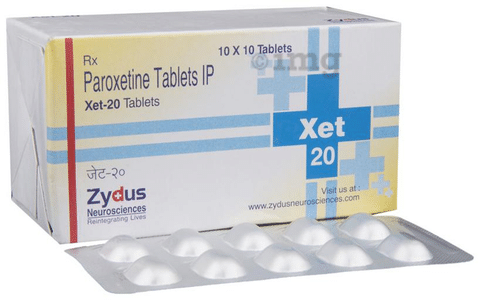 10 X 10 Tablets
Rx
Paroxetine Tablets IP
Xet-20 Tablets
©1mg
Xet
20
जेट-२०
Zydus
Neurosciences
Reintegrating Lives
Visit us at :
www.zydusneurosciences.com